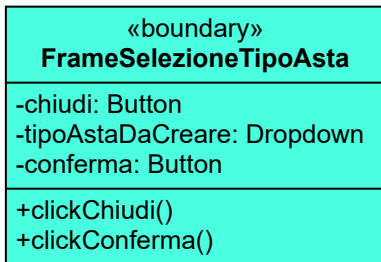 «boundary»
FrameSelezioneTipoAsta
-chiudi: Button
-tipoAstaDaCreare: Dropdown
-conferma: Button
+clickChiudi()
+clickConferma()